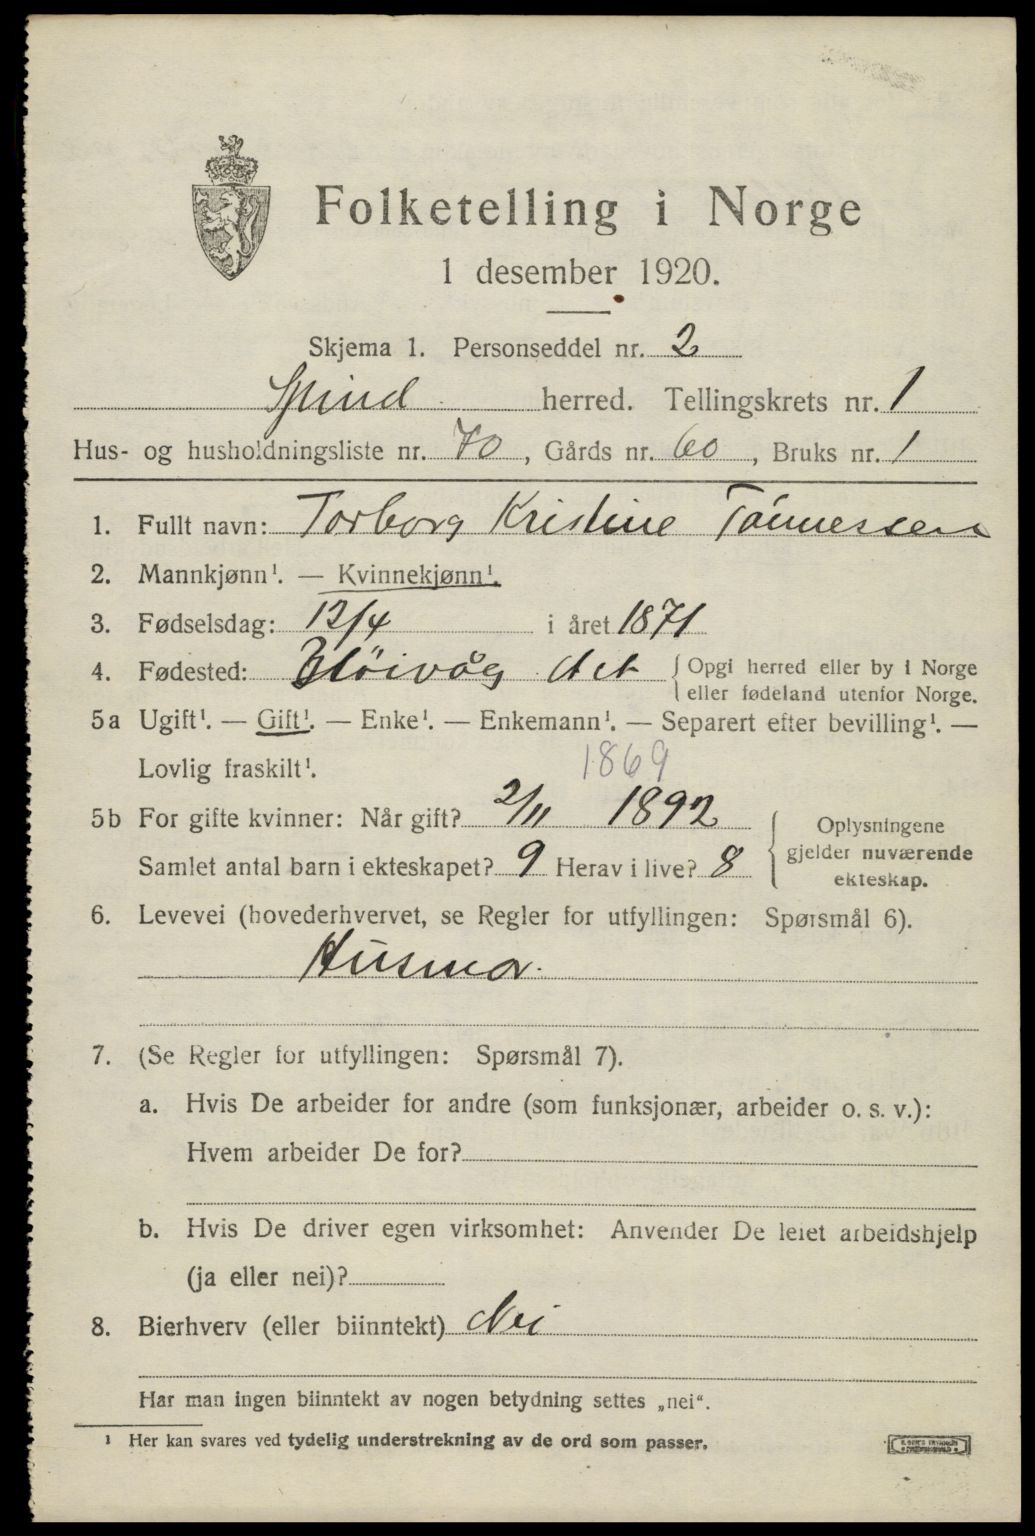 Folketelling i Norge
1 desember 1920.
Skjema 1. Personseddel nr. 2
Spind herred. Tellingskrets nr. 1
Hus- og husholdningsliste nr. 70, Gårds nr. 60, Bruks nr. 1
1. Fullt navn: Torborg Kristine Tönnessen
2. Mannkjønn¹. — Kvinnekjønn¹.
3. Fødselsdag: 12/4 i året 1871
4. Fødested: Høivåg {Opgi herred eller by i Norge
eller fødeland utenfor Norge.
5a Ugift¹. — Gift¹. — Enke¹. — Enkemann¹. — Separert efter bevilling¹. —
Lovlig fraskilt¹. 1869
5b For gifte kvinner: Når gift? 2/11 1892
Samlet antal barn i ekteskapet? 9 Herav i live? 8
{Oplysningene
gjelder nuværende
ekteskap.
6. Levevei (hovederhvervet, se Regler for utfyllingen: Spørsmål 6).
Husmor.
7. (Se Regler for utfyllingen: Spørsmål 7).
a. Hvis De arbeider for andre (som funksjonær, arbeider o. s. v.):
Hvem arbeider De for?
b. Hvis De driver egen virksomhet: Anvender De leiet arbeidshjelp
(ja eller nei)?
8. Bierhverv (eller biinntekt) Nei
Har man ingen biinntekt av nogen betydning settes „nei“.
¹ Her kan svares ved tydelig understrekning av de ord som passer.